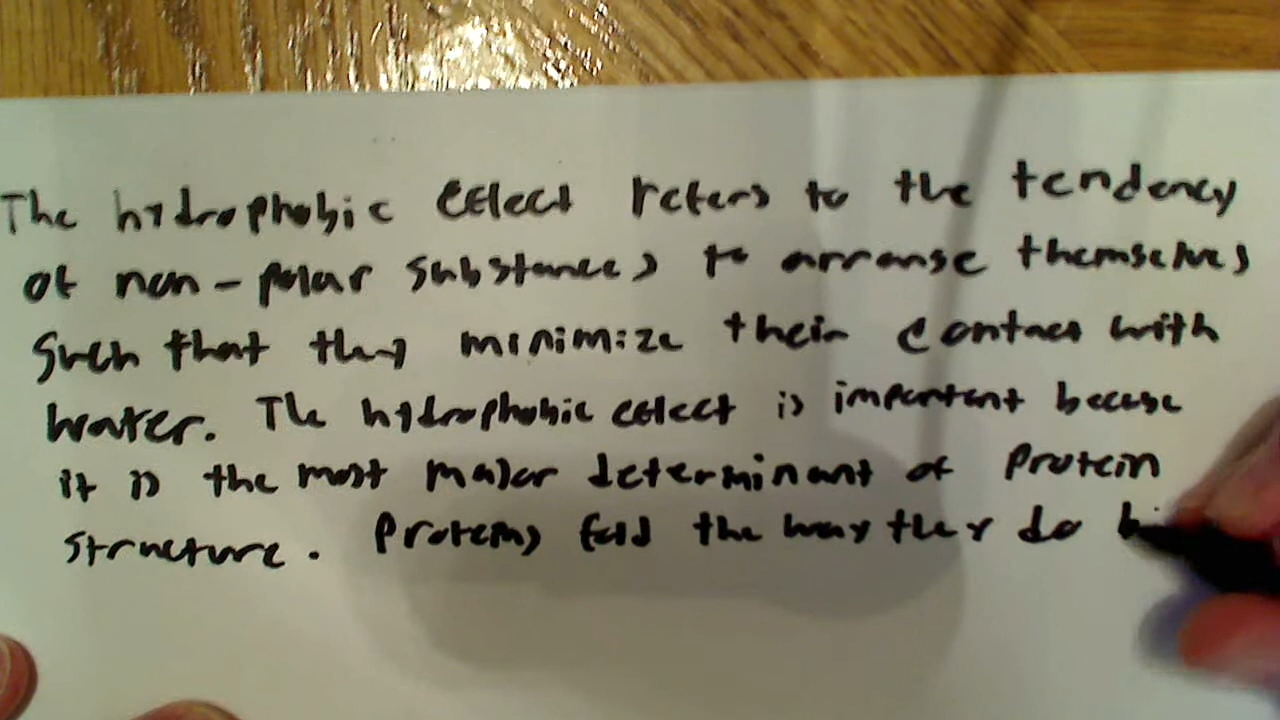 The hydrophobic effect refers to the tendency
of non-polar substances to arrange themselves
such that they minimize their contact with
water. The hydrophobic effect is important because
it is the most major determinant of protein
structure. Proteins fold the way they do